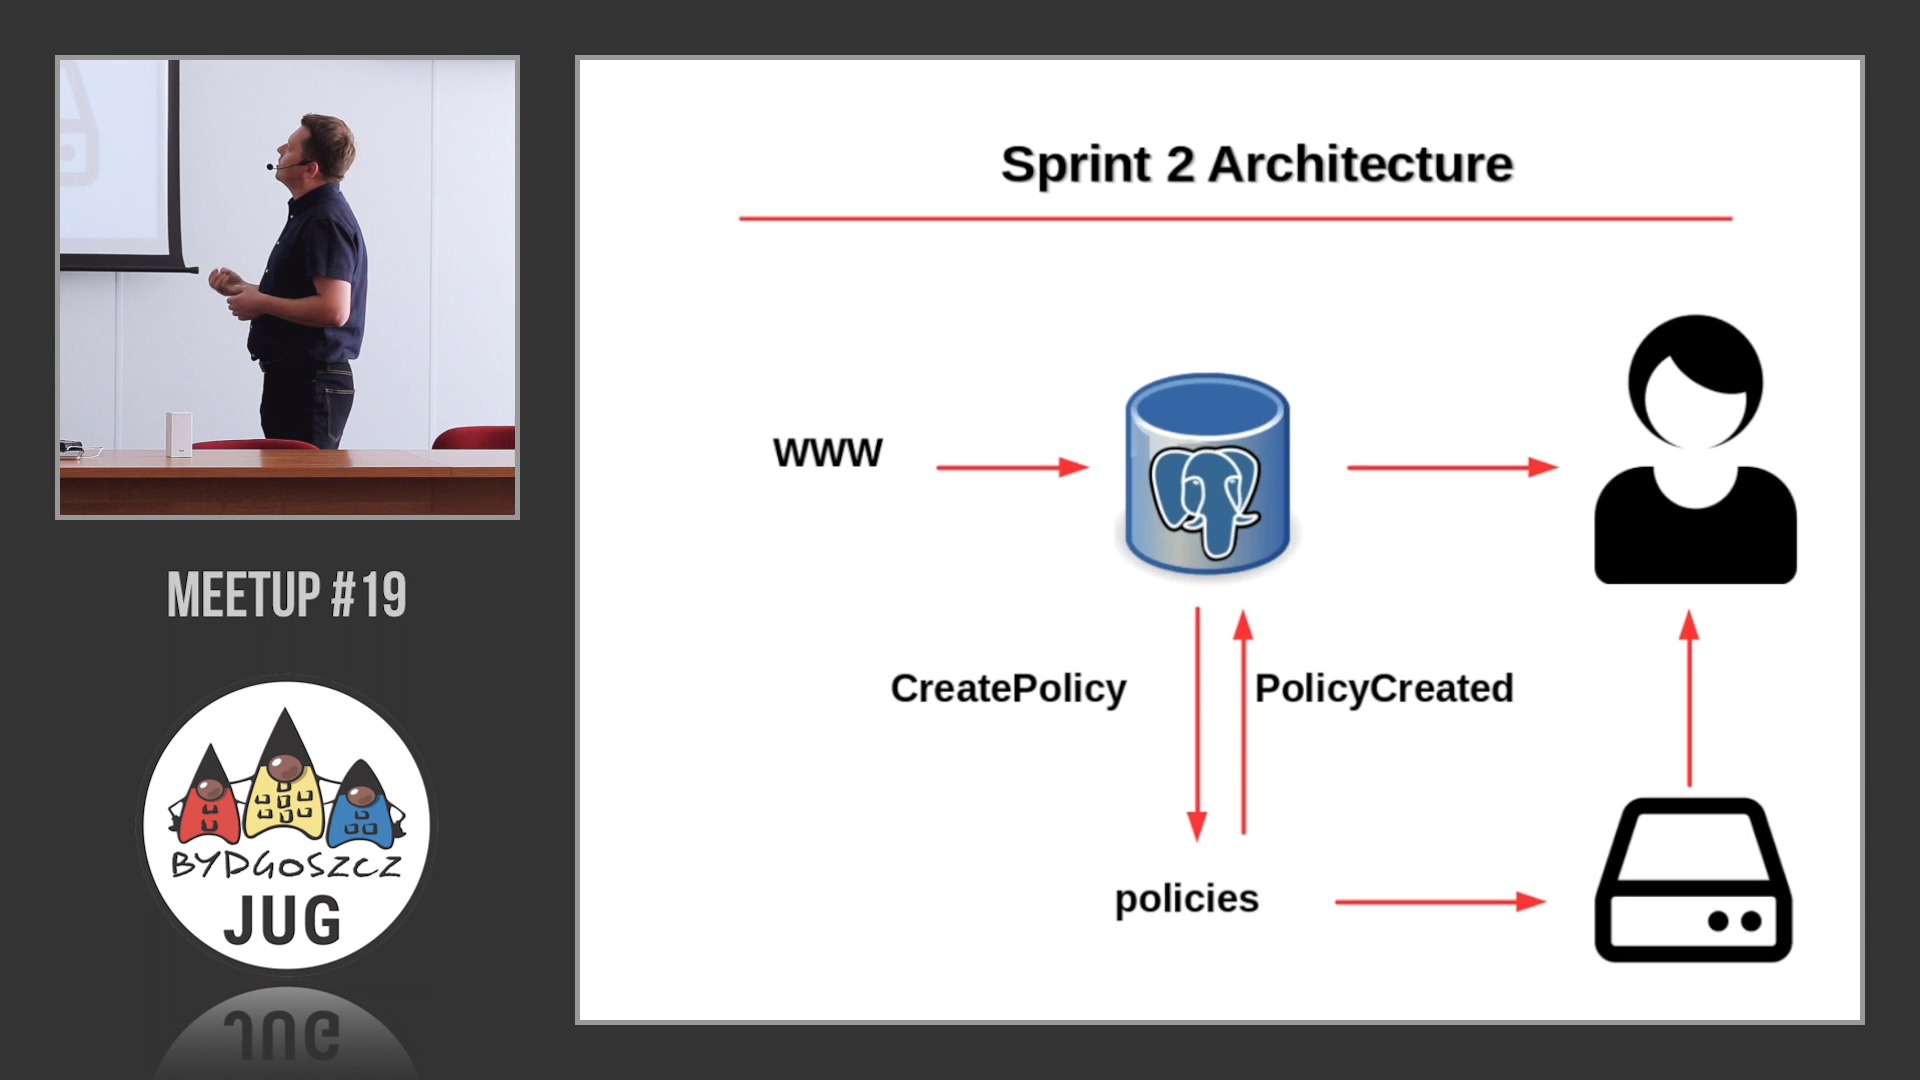 Sprint 2 Architecture
www
CreatePolicy
PolicyCreated
policies
MEETUP #19
BYDGOSZCZ
JUG